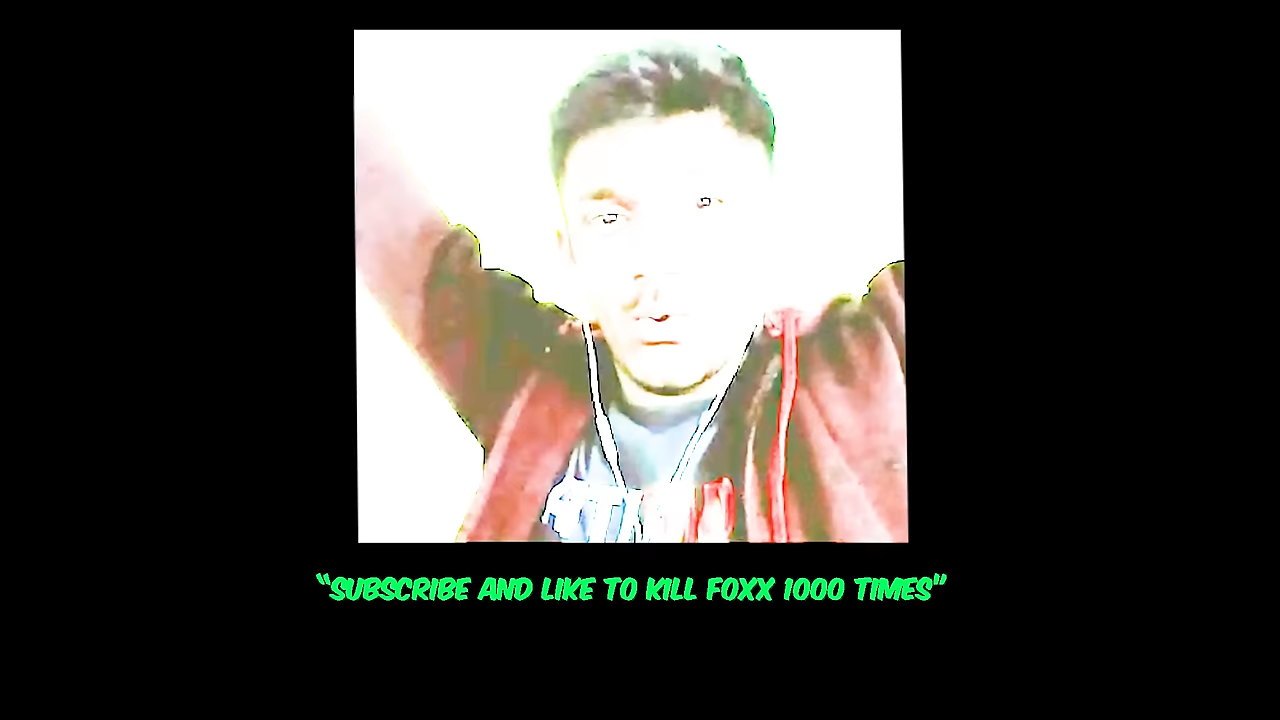 “SUBSCRIBE AND LIKE TO KILL FOXX 1000 TIMES”